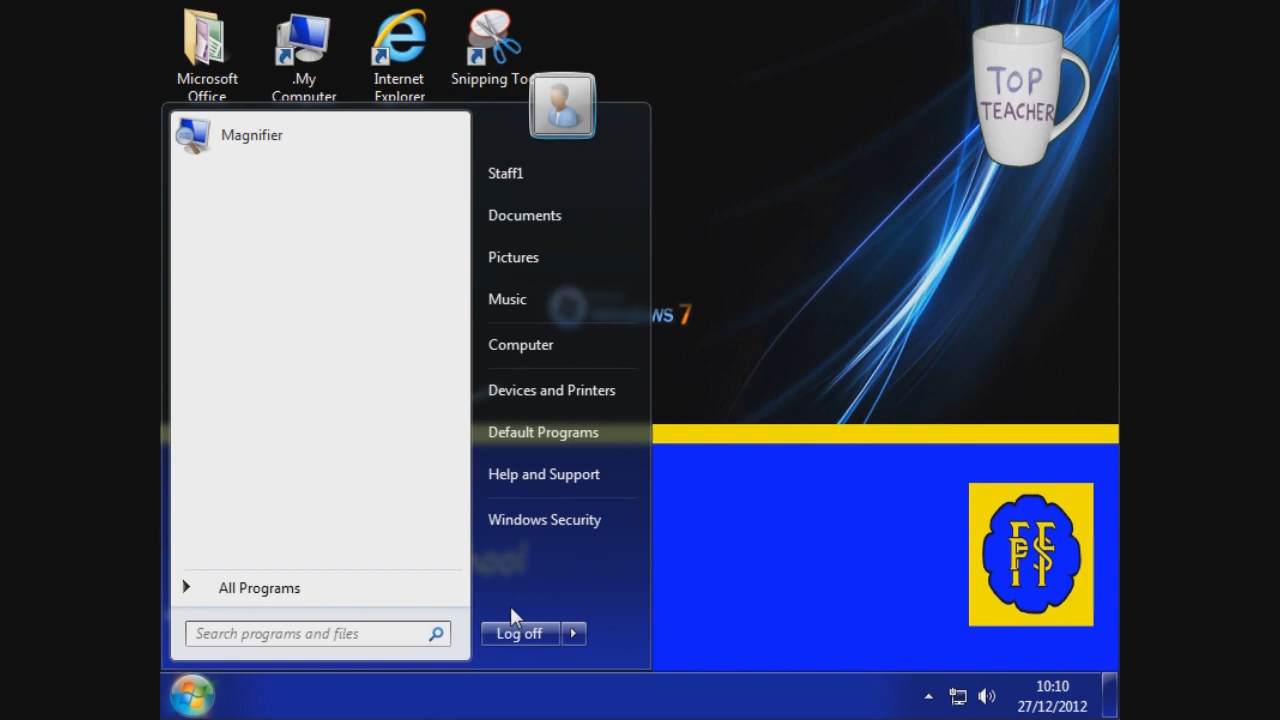 Microsoft Office
.My Computer
Internet Explorer
Snipping To
TOP
TEACHER
Magnifier
Staff1
Documents
Pictures
Music
ws 7
Computer
Devices and Printers
Default Programs
Help and Support
Windows Security
ool
All Programs
Search programs and files
Log off
10:10
27/12/2012